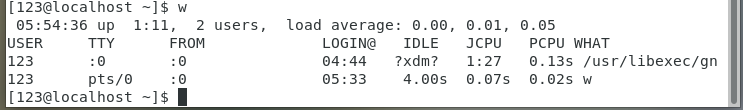 [123@localhost ~]$ w
 05:54:36 up  1:11,  2 users,  load average: 0.00, 0.01, 0.05
USER     TTY      FROM             LOGIN@   IDLE   JCPU   PCPU WHAT
123      :0       :0               04:44   ?xdm?   1:27   0.13s /usr/libexec/gn
123      pts/0    :0               05:33    4.00s  0.07s  0.02s w
[123@localhost ~]$